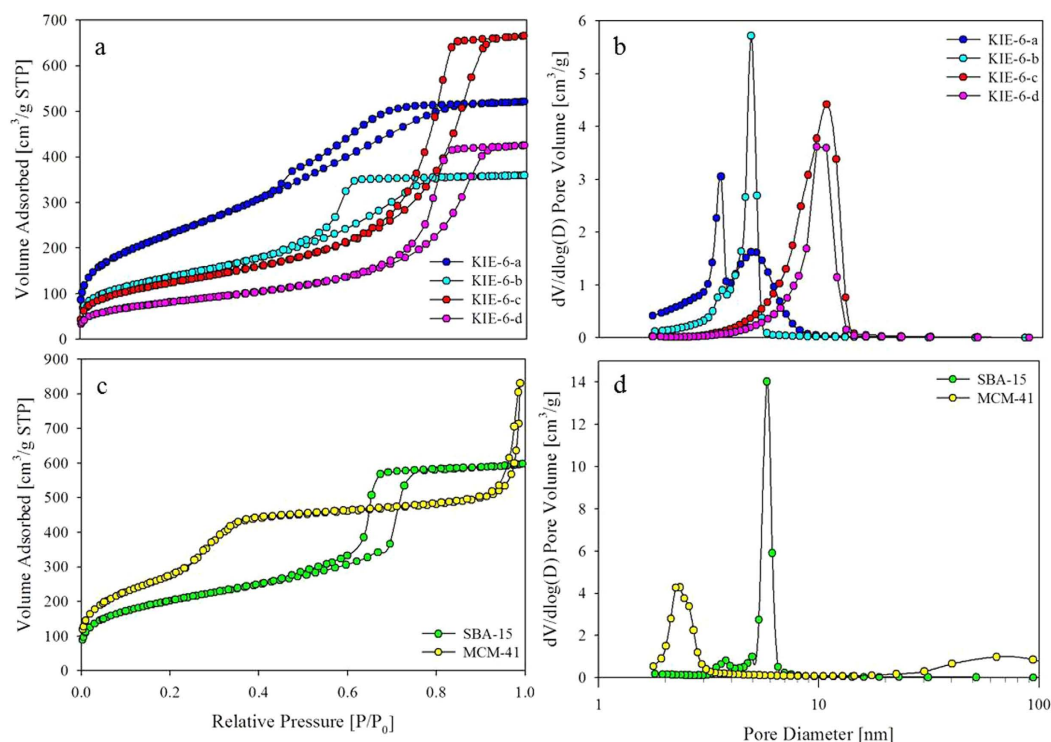 a
Volume Adsorbed [cm³/g STP]
700
600
500
400
300
200
100
0
KIE-6-a
KIE-6-b
KIE-6-c
KIE-6-d
b
dV/dlog(D) Pore Volume [cm³/g]
6
5
4
3
2
1
0
KIE-6-a
KIE-6-b
KIE-6-c
KIE-6-d
c
Volume Adsorbed [cm³/g STP]
900
800
700
600
500
400
300
200
100
0
SBA-15
MCM-41
0.0 0.2 0.4 0.6 0.8 1.0
Relative Pressure [P/P₀]
d
dV/dlog(D) Pore Volume [cm³/g]
14
12
10
8
6
4
2
0
SBA-15
MCM-41
1 10 100
Pore Diameter [nm]